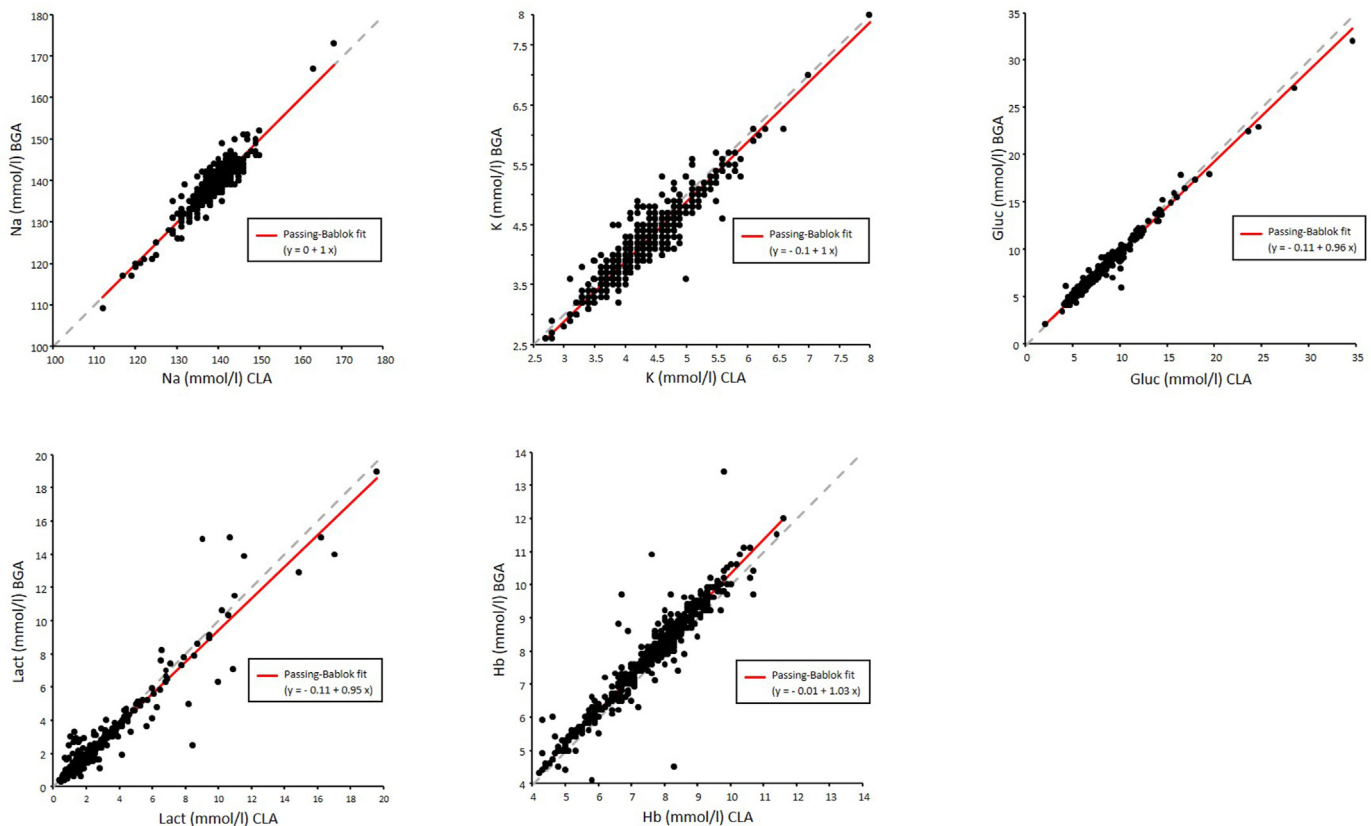 180
170
160
150
140
130
120
110
100
100 110 120 130 140 150 160 170 180
Na (mmol/l) BGA
Na (mmol/l) CLA
Passing-Bablok fit
(y = 0 + 1 x)
8
7.5
6.5
5.5
4.5
3.5
2.5
2.5 3 3.5 4 4.5 5 5.5 6 6.5 7 7.5 8
K (mmol/l) BGA
K (mmol/l) CLA
Passing-Bablok fit
(y = - 0.1 + 1 x)
35
30
25
20
15
10
5
0
0 5 10 15 20 25 30 35
Gluc (mmol/l) BGA
Gluc (mmol/l) CLA
Passing-Bablok fit
(y = - 0.11 + 0.96 x)
20
18
16
14
12
10
8
6
4
2
0
0 2 4 6 8 10 12 14 16 18 20
Lact (mmol/l) BGA
Lact (mmol/l) CLA
Passing-Bablok fit
(y = - 0.11 + 0.95 x)
14
13
12
11
10
9
8
7
6
5
4
4 5 6 7 8 9 10 11 12 13 14
Hb (mmol/l) BGA
Hb (mmol/l) CLA
Passing-Bablok fit
(y = - 0.01 + 1.03 x)